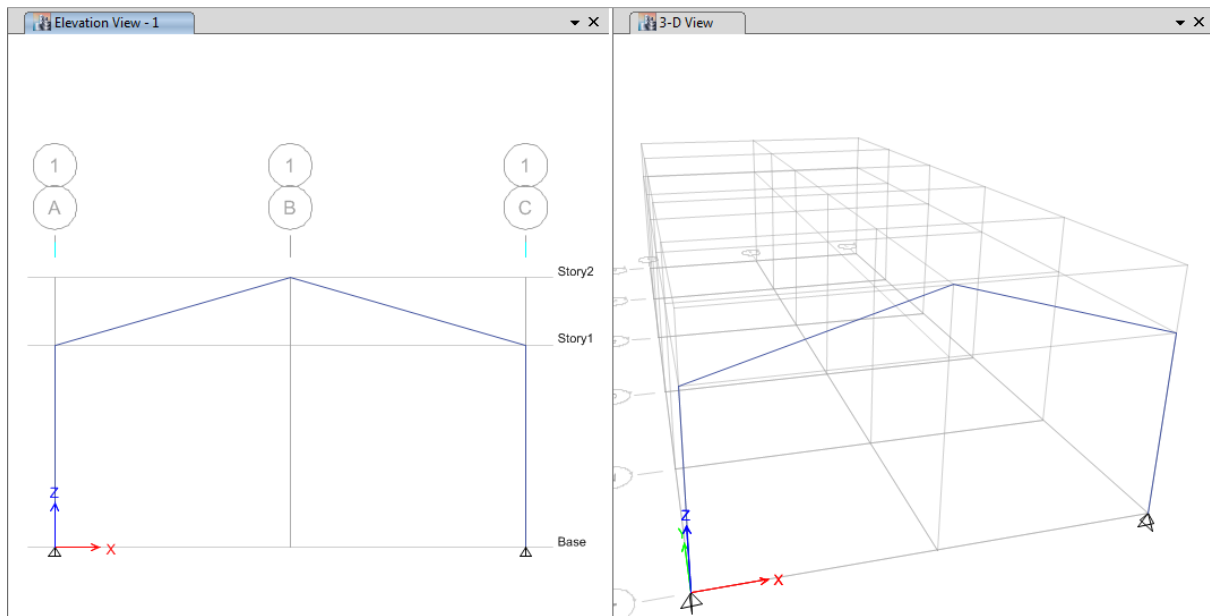 Elevation View - 1
3-D View
1
1
1
A
B
C
Story2
Story1
Base
Z
X
Z
Y
X